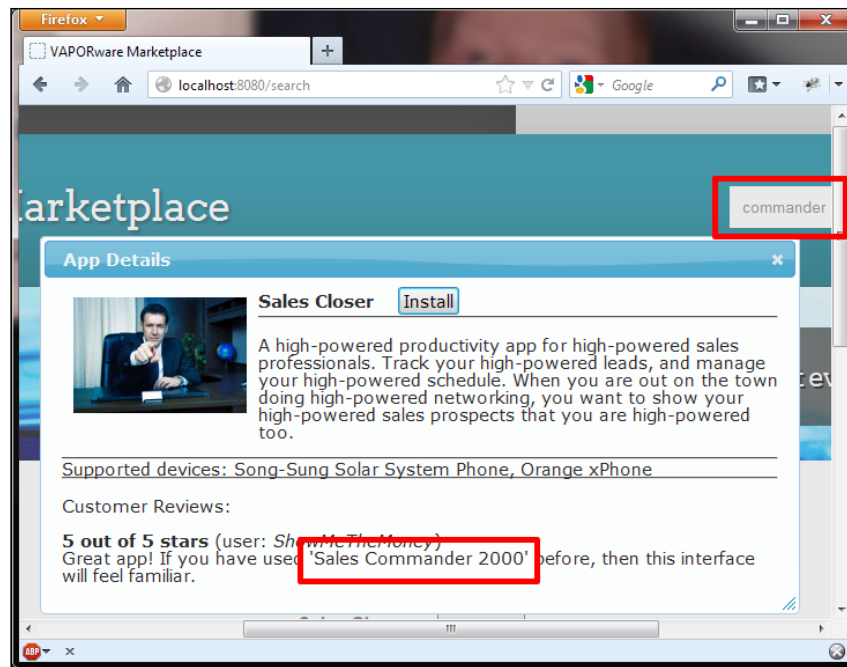 Firefox
VAPORware Marketplace
localhost:8080/search
Google
arketplace
commander
App Details
Sales Closer Install
A high-powered productivity app for high-powered sales
professionals. Track your high-powered leads, and manage
your high-powered schedule. When you are out on the town
doing high-powered networking, you want to show your
high-powered sales prospects that you are high-powered
too.
Supported devices: Song-Sung Solar System Phone, Orange xPhone
Customer Reviews:
5 out of 5 stars (user: ShowMeTheMoney)
Great app! If you have used 'Sales Commander 2000' before, then this interface
will feel familiar.
ABP